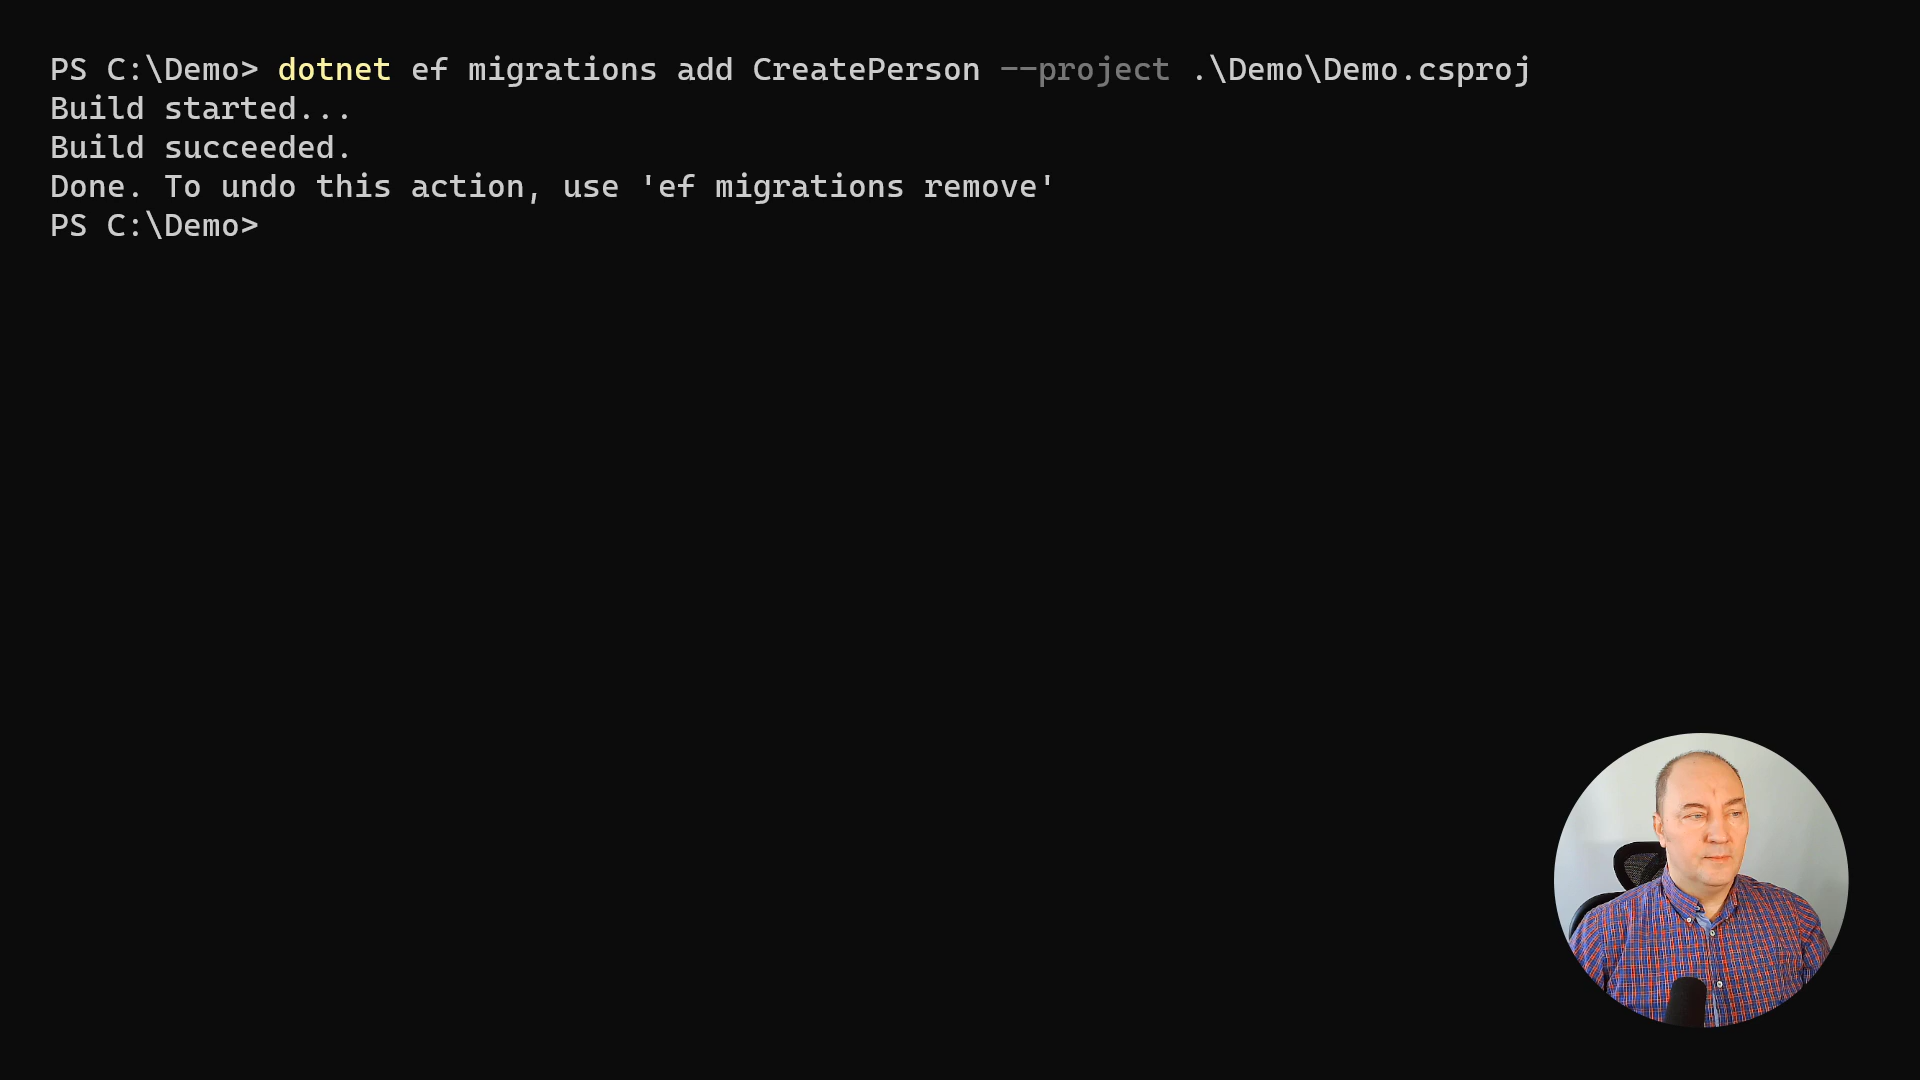 PS C:\Demo> dotnet ef migrations add CreatePerson --project .\Demo\Demo.csproj
Build started...
Build succeeded.
Done. To undo this action, use 'ef migrations remove'
PS C:\Demo>